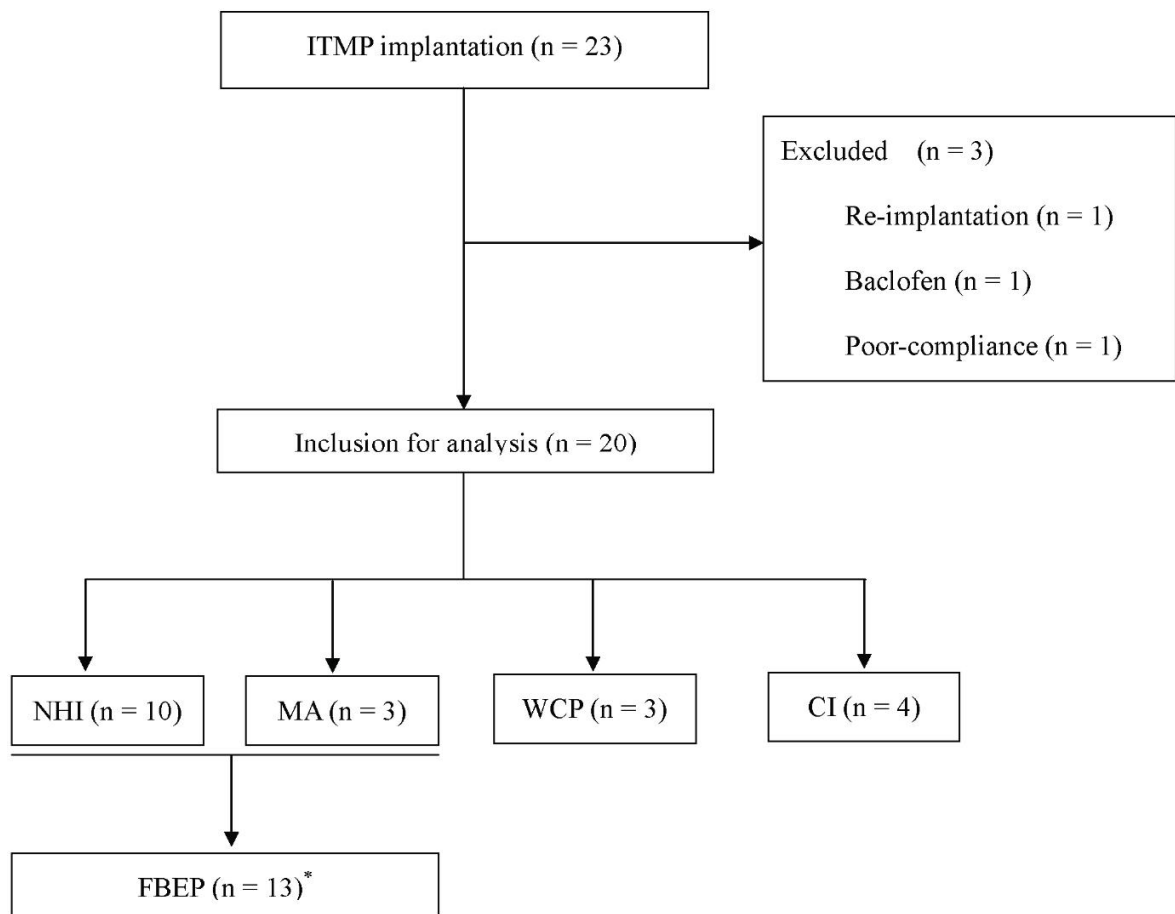 ITMP implantation (n = 23)
Excluded (n = 3)
Re-implantation (n = 1)
Baclofen (n = 1)
Poor-compliance (n = 1)
Inclusion for analysis (n = 20)
NHI (n = 10)
MA (n = 3)
WCP (n = 3)
CI (n = 4)
FBEP (n = 13)*